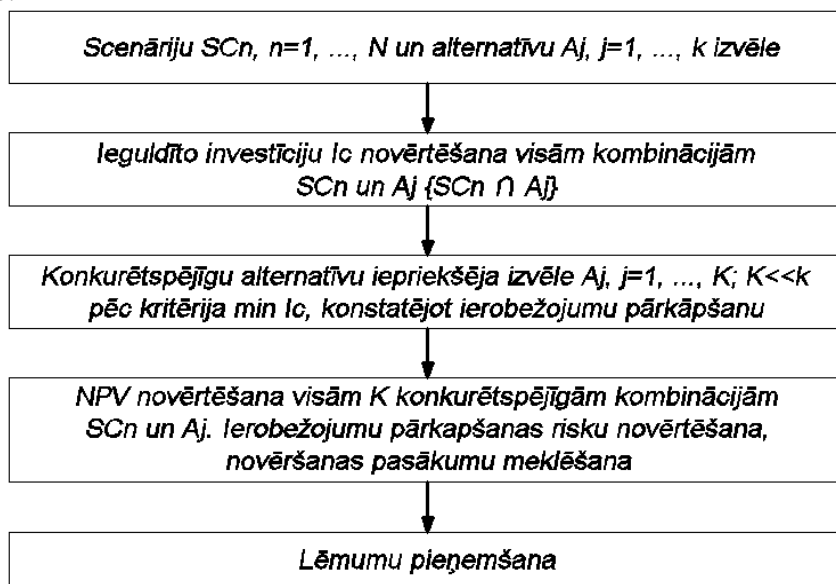 Scenāriju SCn, n=1, ..., N un alternatīvu Aj, j=1, ..., k izvēle
Ieguldīto investīciju Ic novērtēšana visām kombinācijām
SCn un Aj {SCn ∩ Aj}
Konkurētspējīgu alternatīvu iepriekšēja izvēle Aj, j=1, ..., K; K<<k
pēc kritērija min Ic, konstatējot ierobežojumu pārkāpšanu
NPV novērtēšana visām K konkurētspējīgām kombinācijām
SCn un Aj. Ierobežojumu pārkapšanas risku novērtēšana,
novēršanas pasākumu meklēšana
Lēmumu pieņemšana